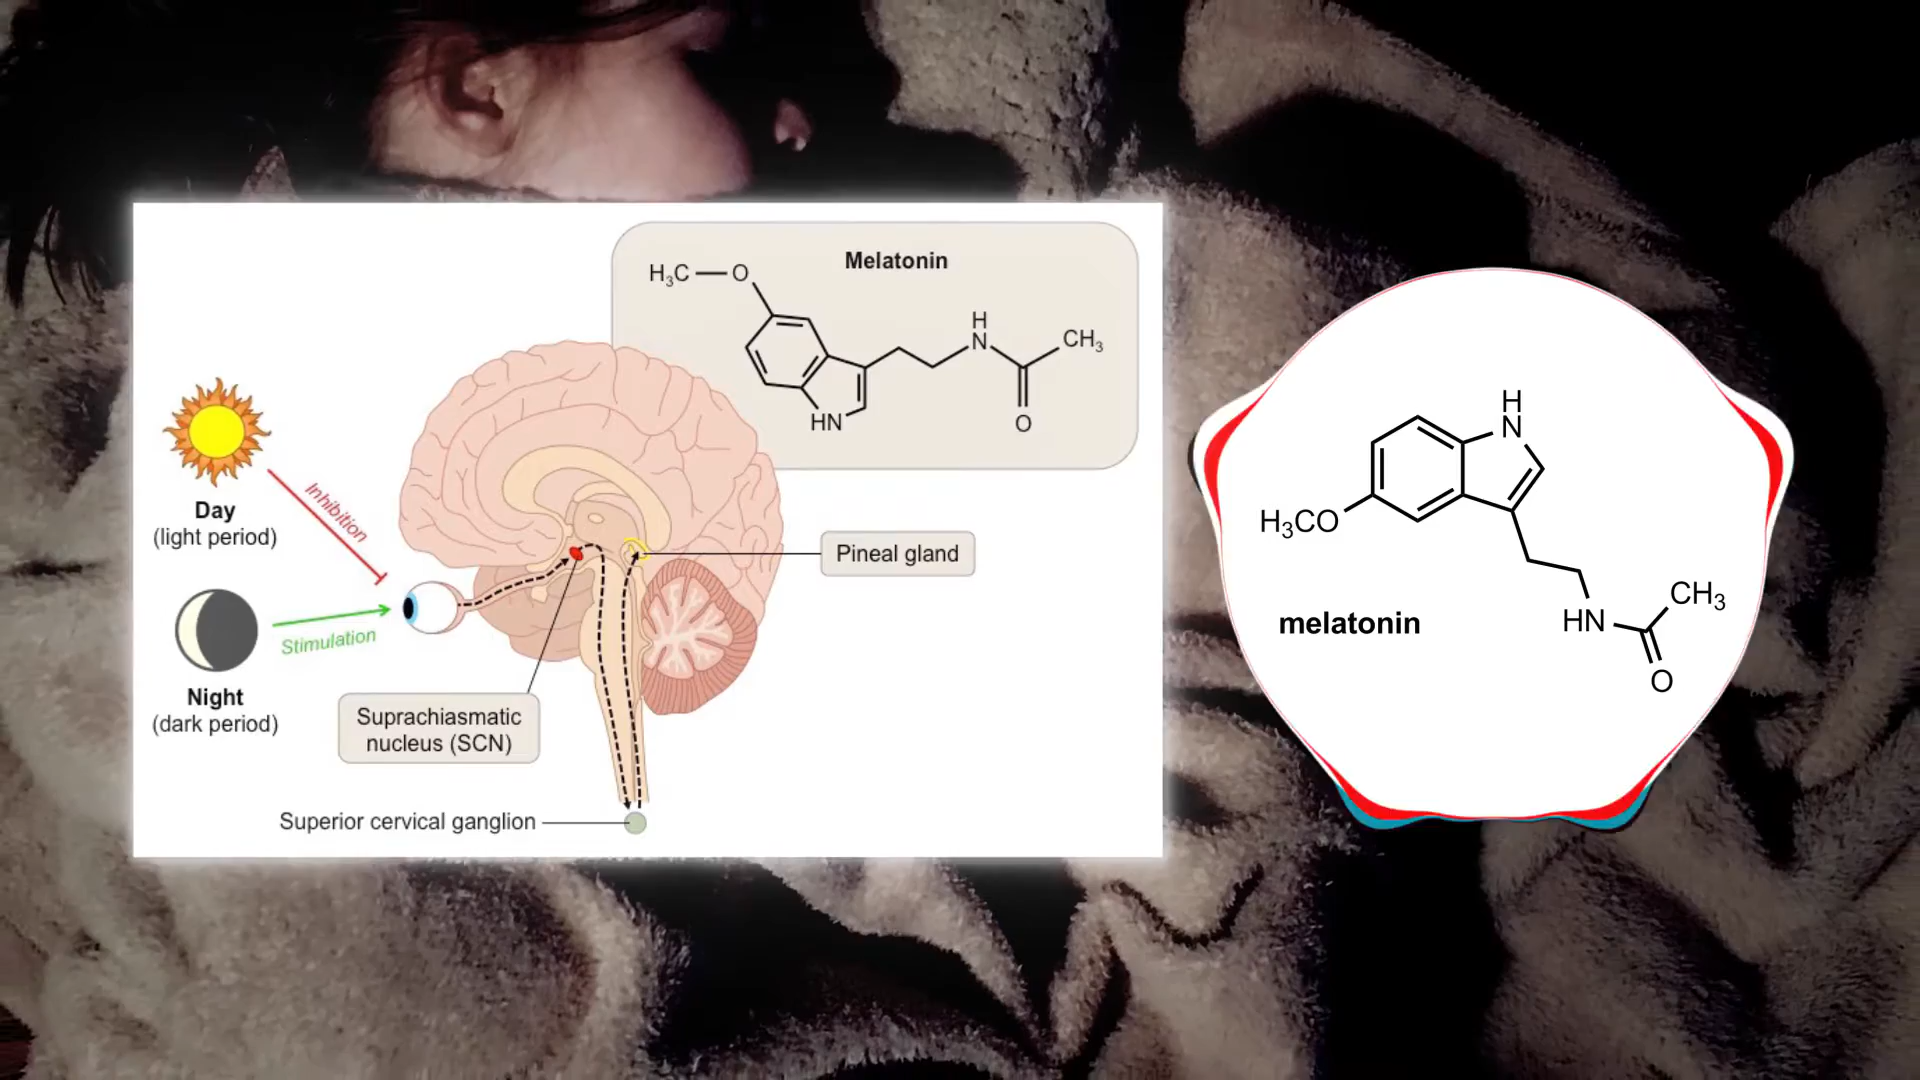 Melatonin
H₃C
O
H
N
CH₃
HN
O
Day
(light period)
Inhibition
Stimulation
Night
(dark period)
Pineal gland
Suprachiasmatic
nucleus (SCN)
Superior cervical ganglion
H
N
H₃CO
CH₃
HN
melatonin
O